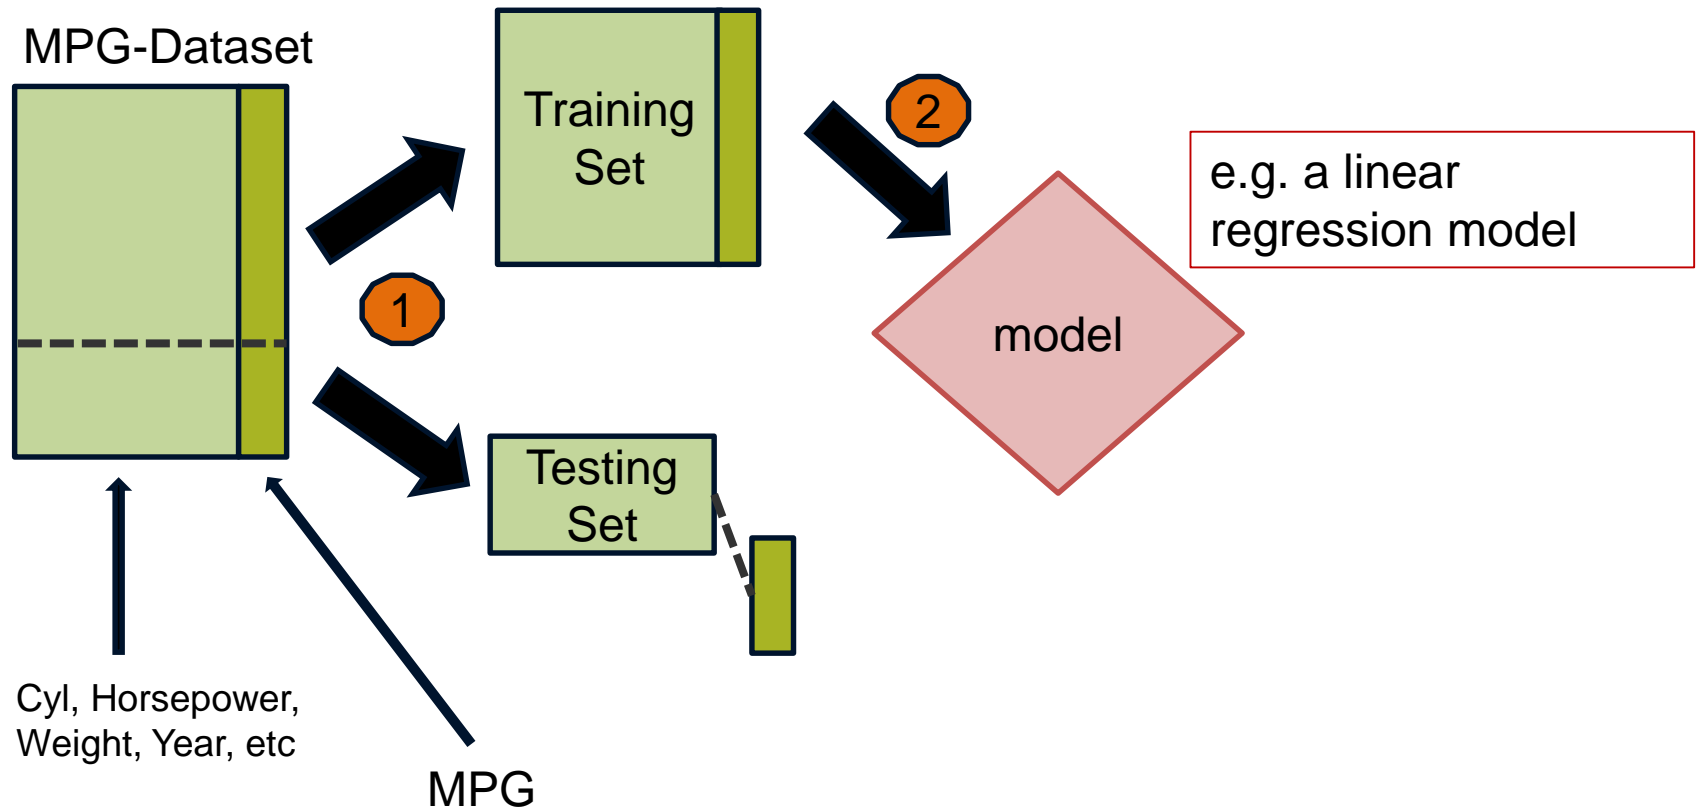 MPG-Dataset
Training
Set
2
e.g. a linear
regression model
1
model
Testing
Set
Cyl, Horsepower,
Weight, Year, etc
MPG